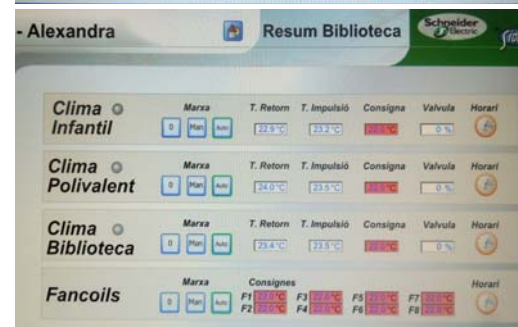 - Alexandra Resum Biblioteca Schneider Electric
Clima Infantil
Marxa T. Retorn T. Impulsió Consigna Valvula Horari
0 Man Auto 22.9°C 23.2°C 0 %
Clima Polivalent
Marxa T. Retorn T. Impulsió Consigna Valvula Horari
0 Man Auto 24.0°C 23.5°C 0 %
Clima Biblioteca
Marxa T. Retorn T. Impulsió Consigna Valvula Horari
0 Man Auto 23.4°C 23.5°C 0 %
Fancoils
Marxa Consignes Horari
0 Man Auto F1 F3 F5 F7
F2 F4 F6 F8